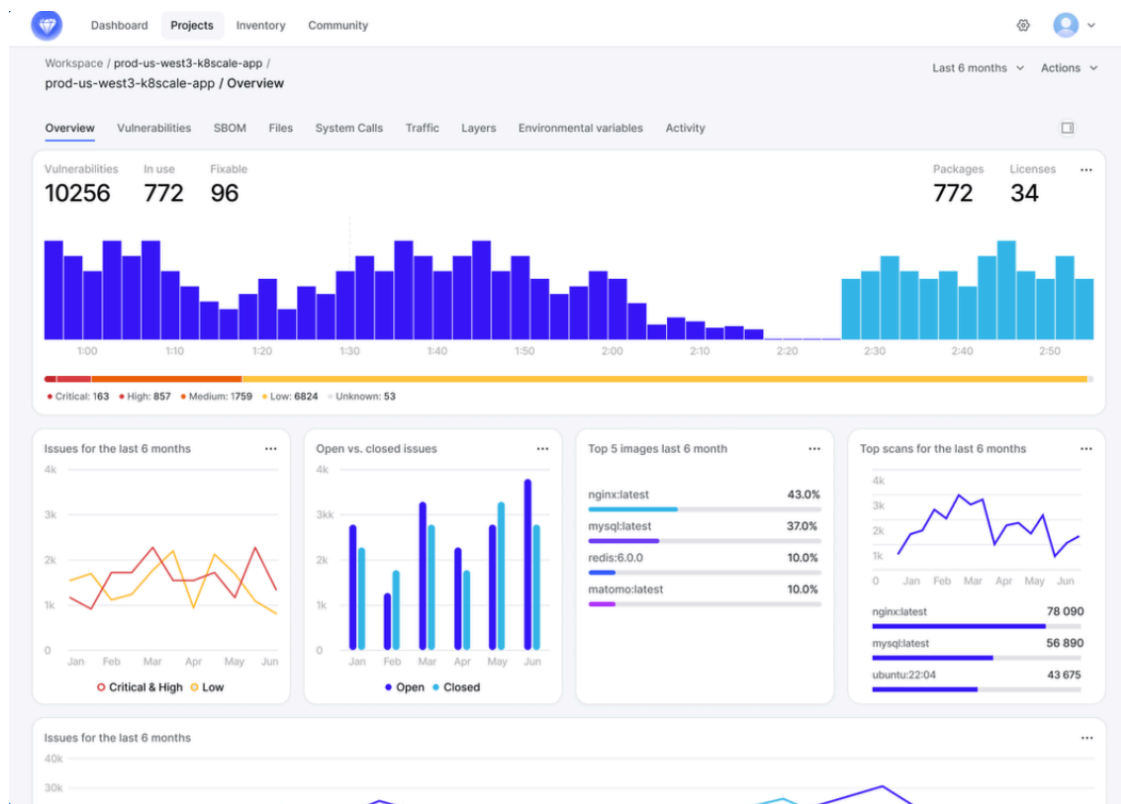 Dashboard Projects Inventory Community
Workspace / prod-us-west3-k8scale-app /
prod-us-west3-k8scale-app / Overview
Last 6 months Actions
Overview Vulnerabilities SBOM Files System Calls Traffic Layers Environmental variables Activity
Vulnerabilities In use Fixable Packages Licenses
10256 772 96 772 34
1:00 1:10 1:20 1:30 1:40 1:50 2:00 2:10 2:20 2:30 2:40 2:50
Critical: 163 High: 857 Medium: 1759 Low: 6824 Unknown: 53
Issues for the last 6 months
4k
3k
2k
1k
0
Jan Feb Mar Apr May Jun
Critical & High Low
Open vs. closed issues
4k
3kk
2k
1k
0
Jan Feb Mar Apr May Jun
Open Closed
Top 5 images last 6 month
nginx:latest 43.0%
mysql:latest 37.0%
redis:6.0.0 10.0%
matomo:latest 10.0%
Top scans for the last 6 months
4k
3k
2k
1k
0 Jan Feb Mar Apr May Jun
nginx:latest 78 090
mysql:latest 56 890
ubuntu:22:04 43 675
Issues for the last 6 months
40k
30k